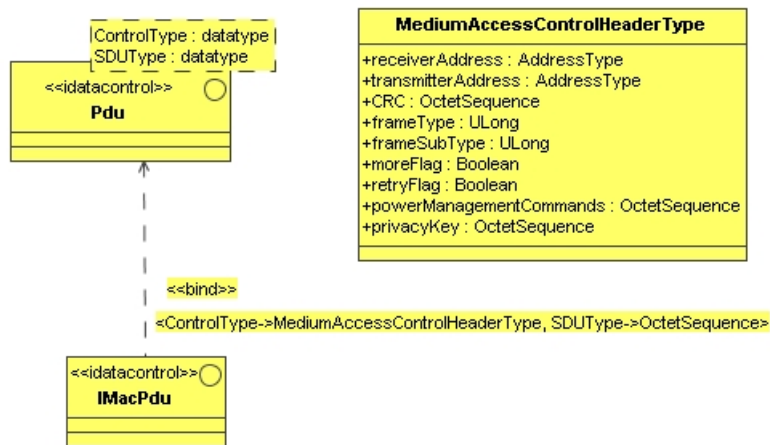 ControlType : datatype
SDUType : datatype
<<idatacontrol>>
Pdu
MediumAccessControlHeaderType
+receiverAddress : AddressType
+transmitterAddress : AddressType
+CRC : OctetSequence
+frameType : ULong
+frameSubType : ULong
+moreFlag : Boolean
+retryFlag : Boolean
+powerManagementCommands : OctetSequence
+privacyKey : OctetSequence
<<bind>>
<ControlType->MediumAccessControlHeaderType, SDUType->OctetSequence>
<<idatacontrol>>
IMacPdu